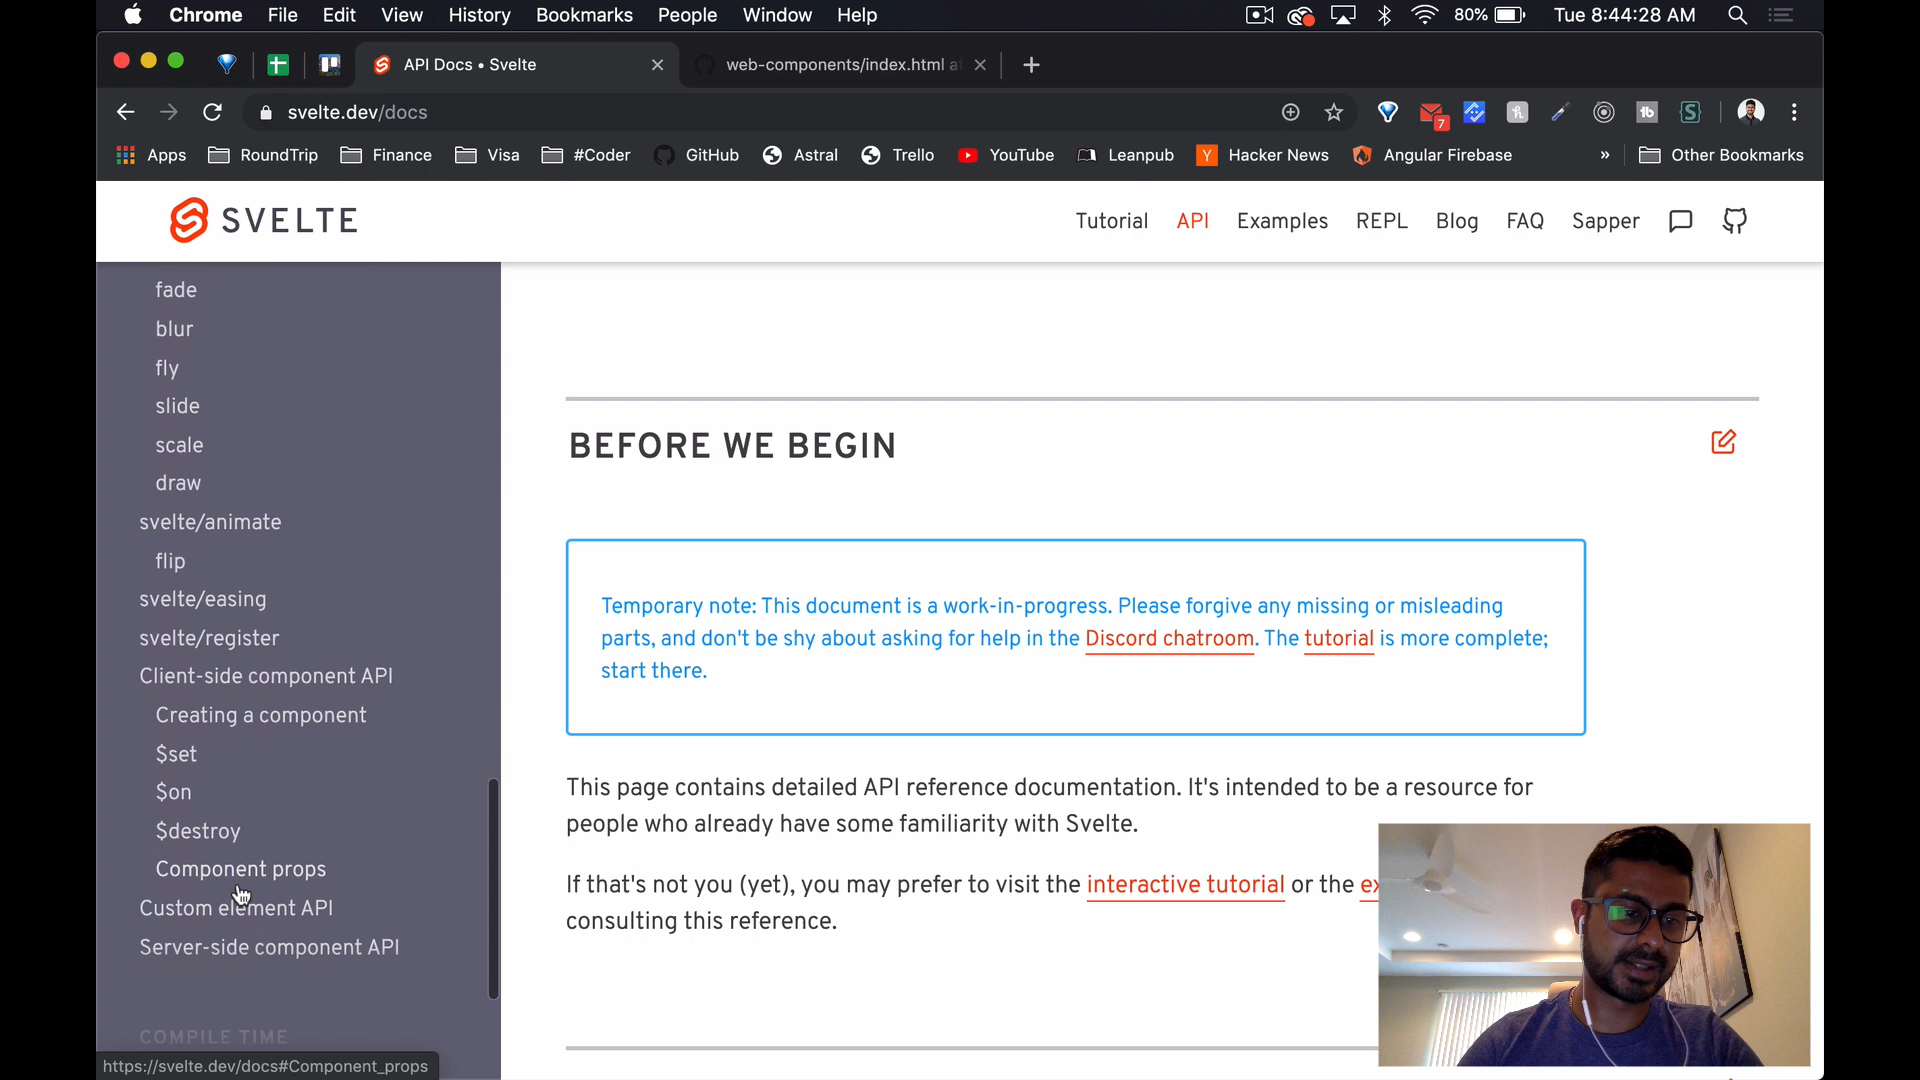 Chrome File Edit View History Bookmarks People Window Help 80% Tue 8:44:28 AM
API Docs • Svelte web-components/index.html a
svelte.dev/docs 7
Apps RoundTrip Finance Visa #Coder GitHub Astral Trello YouTube Leanpub Hacker News Angular Firebase » Other Bookmarks
SVELTE Tutorial API Examples REPL Blog FAQ Sapper
fade
blur
fly
slide
scale
draw
svelte/animate
flip
svelte/easing
svelte/register
Client-side component API
Creating a component
$set
$on
$destroy
Component props
Custom element API
Server-side component API
COMPILE TIME
https://svelte.dev/docs#Component_props
BEFORE WE BEGIN
Temporary note: This document is a work-in-progress. Please forgive any missing or misleading
parts, and don't be shy about asking for help in the Discord chatroom. The tutorial is more complete;
start there.
This page contains detailed API reference documentation. It's intended to be a resource for
people who already have some familiarity with Svelte.
If that's not you (yet), you may prefer to visit the interactive tutorial or the ex
consulting this reference.